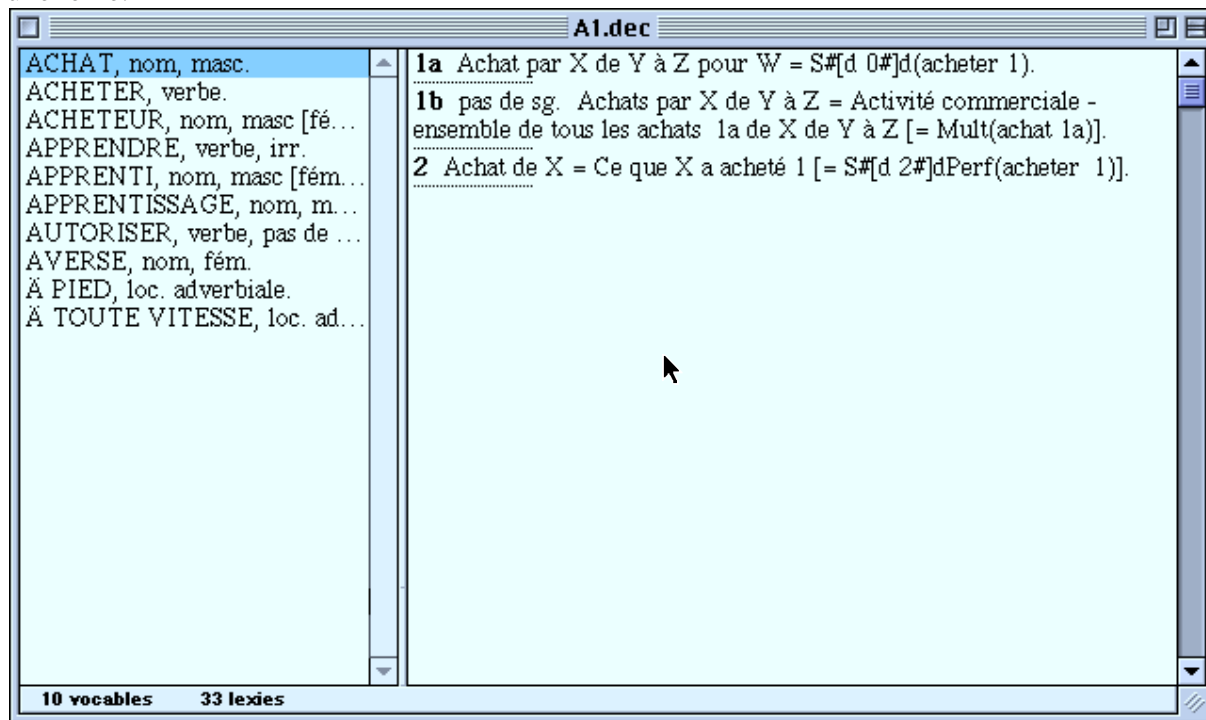 A1.dec
ACHAT, nom, masc.
ACHETER, verbe.
ACHETEUR, nom, masc [fé...
APPRENDRE, verbe, irr.
APPRENTI, nom, masc [fém...
APPRENTISSAGE, nom, m...
AUTORISER, verbe, pas de ...
AVERSE, nom, fém.
Ä PIED, loc. adverbiale.
Ä TOUTE VITESSE, loc. ad...
1a Achat par X de Y à Z pour W = S#[d 0#]d(acheter 1).
1b pas de sg. Achats par X de Y à Z = Activité commerciale -
ensemble de tous les achats 1a de X de Y à Z [= Mult(achat 1a)].
2 Achat de X = Ce que X a acheté 1 [= S#[d 2#]dPerf(acheter 1)].
10 vocables 33 lexies